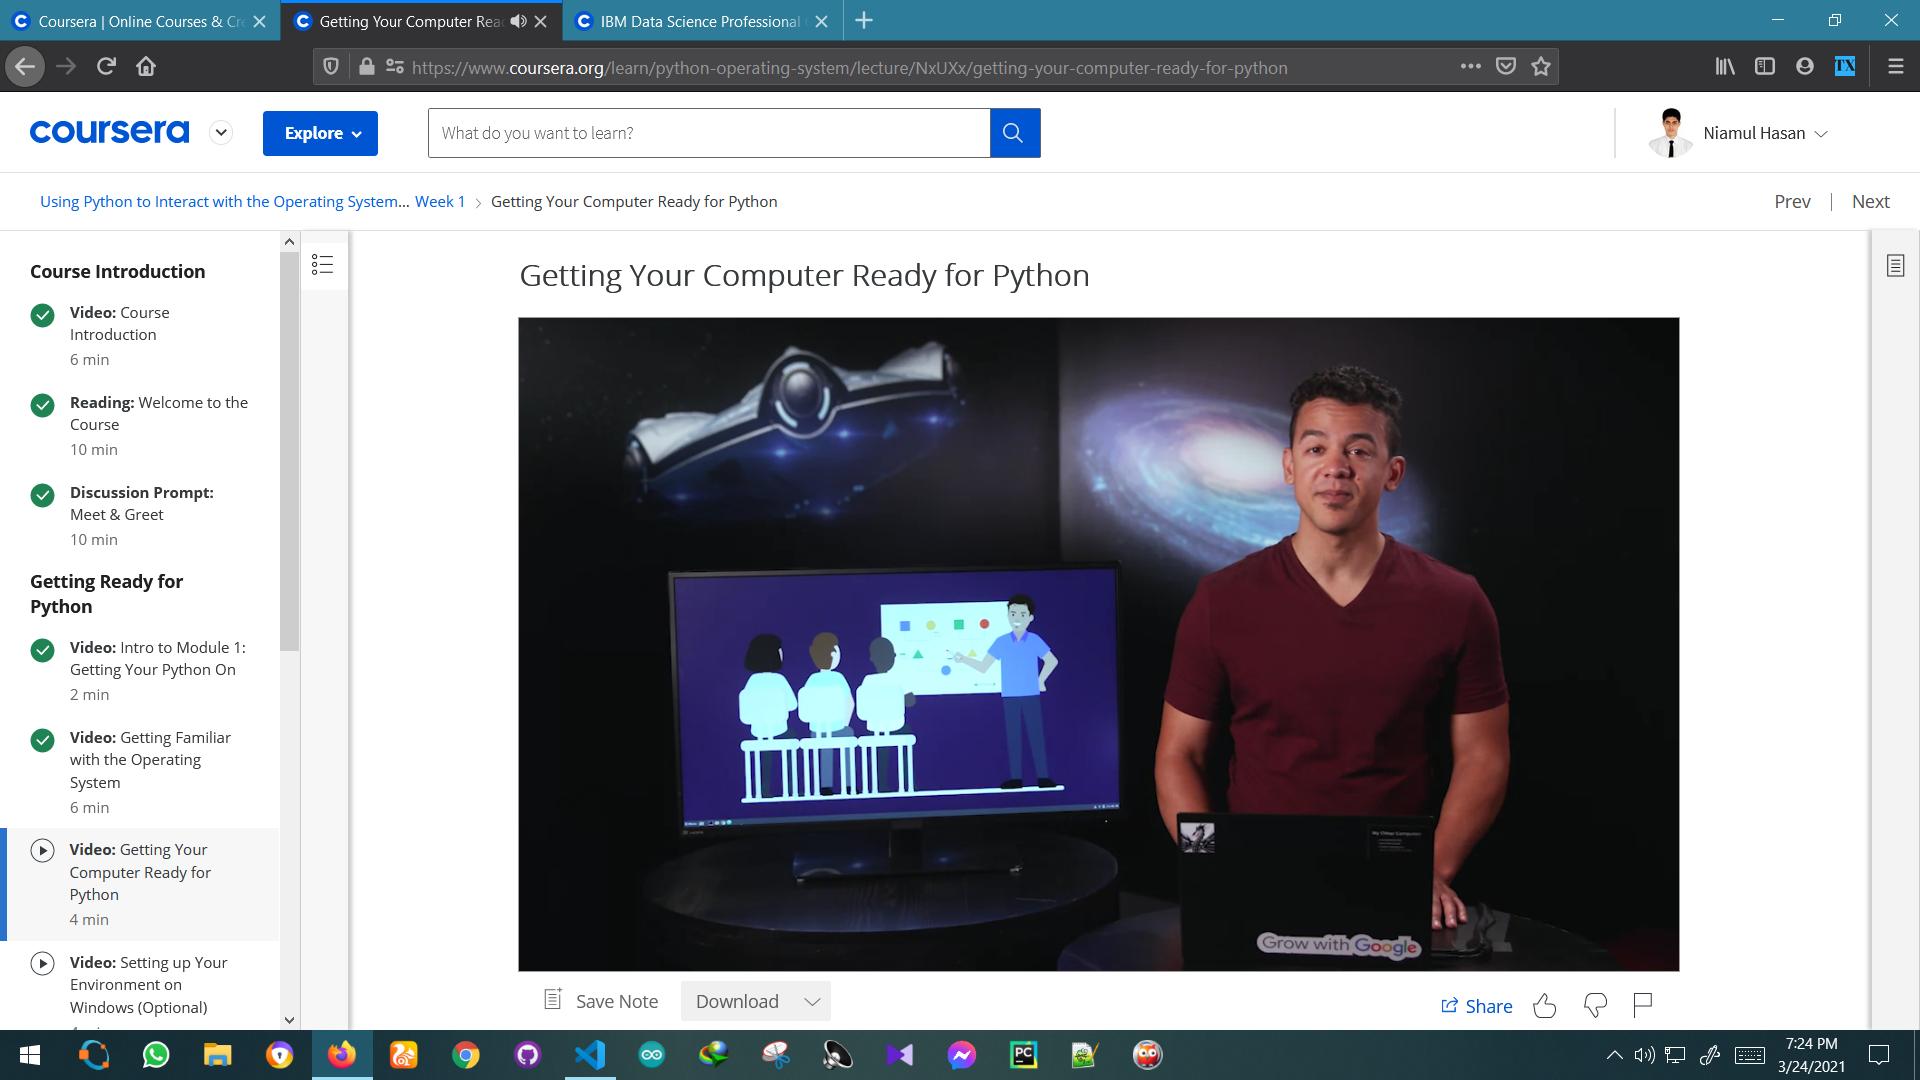 Coursera | Online Courses & Cre
Getting Your Computer Rea
IBM Data Science Professional
https://www.coursera.org/learn/python-operating-system/lecture/NxUXx/getting-your-computer-ready-for-python
coursera
Explore
What do you want to learn?
Niamul Hasan
Using Python to Interact with the Operating System... Week 1 > Getting Your Computer Ready for Python
Prev | Next
Course Introduction
Video: Course
Introduction
6 min
Reading: Welcome to the
Course
10 min
Discussion Prompt:
Meet & Greet
10 min
Getting Ready for
Python
Video: Intro to Module 1:
Getting Your Python On
2 min
Video: Getting Familiar
with the Operating
System
6 min
Video: Getting Your
Computer Ready for
Python
4 min
Video: Setting up Your
Environment on
Windows (Optional)
Getting Your Computer Ready for Python
My Other Computer
Grow with Google
Save Note
Download
Share
7:24 PM
3/24/2021